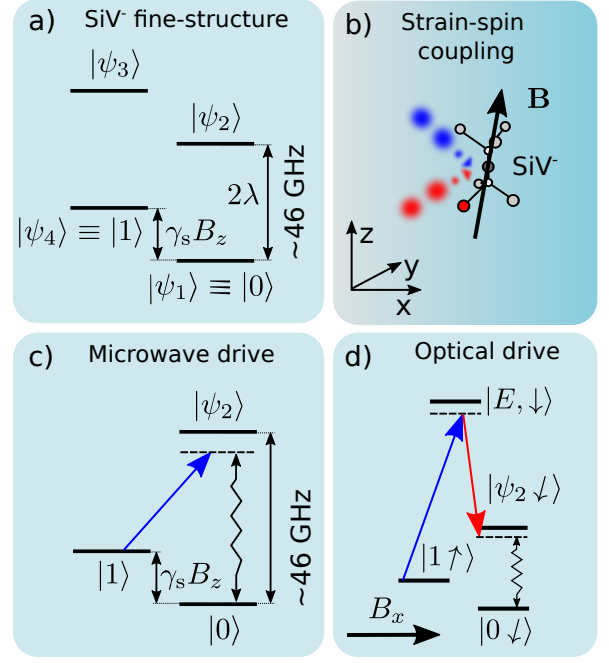 a) SiV⁻ fine-structure
|ψ₃⟩
|ψ₂⟩
2λ
~46 GHz
|ψ₄⟩ ≡ |1⟩
γₛB_z
|ψ₁⟩ ≡ |0⟩
b) Strain-spin
coupling
B
SiV⁻
z
y
x
c) Microwave drive
|ψ₂⟩
~46 GHz
|1⟩
γₛB_z
|0⟩
d) Optical drive
|E, ↓⟩
|ψ₂ ↓⟩
|1 ↑⟩
Bₓ
|0 ↓⟩